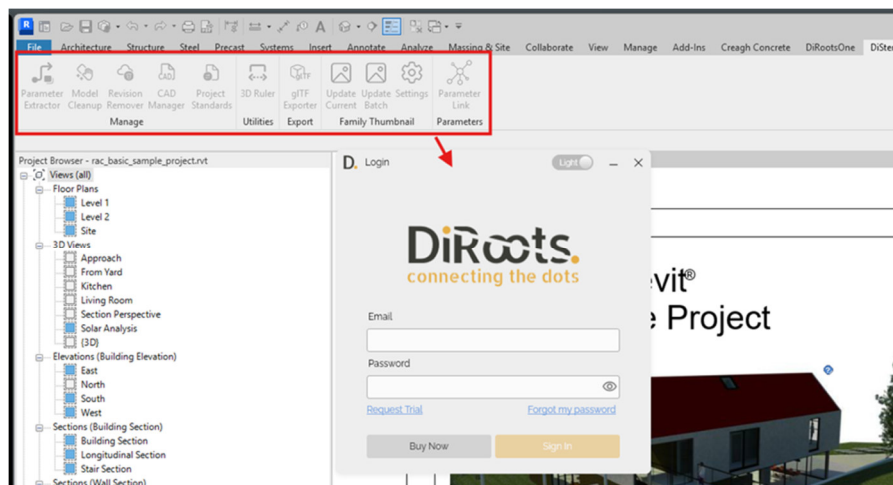 File Architecture Structure Steel Precast Systems Insert Annotate Analyze Massing & Site Collaborate View Manage Add-Ins Creagh Concrete DiRootsOne
Parameter Extractor
Model Cleanup
Revision Remover
CAD Manager
Project Standards
3D Ruler
glTF Exporter
Update Current
Update Batch
Settings
Parameter Link
Manage Utilities Export Family Thumbnail Parameters
Project Browser - rac_basic_sample_project.rvt
Views (all)
Floor Plans
Level 1
Level 2
Site
3D Views
Approach
From Yard
Kitchen
Living Room
Section Perspective
Solar Analysis
{3D}
Elevations (Building Elevation)
East
North
South
West
Sections (Building Section)
Building Section
Longitudinal Section
Stair Section
Sections (Wall Section)
D. Login
Light
DiRoots.
connecting the dots
Email
Password
Request Trial Forgot my password
Buy Now Sign In
vit®
Project